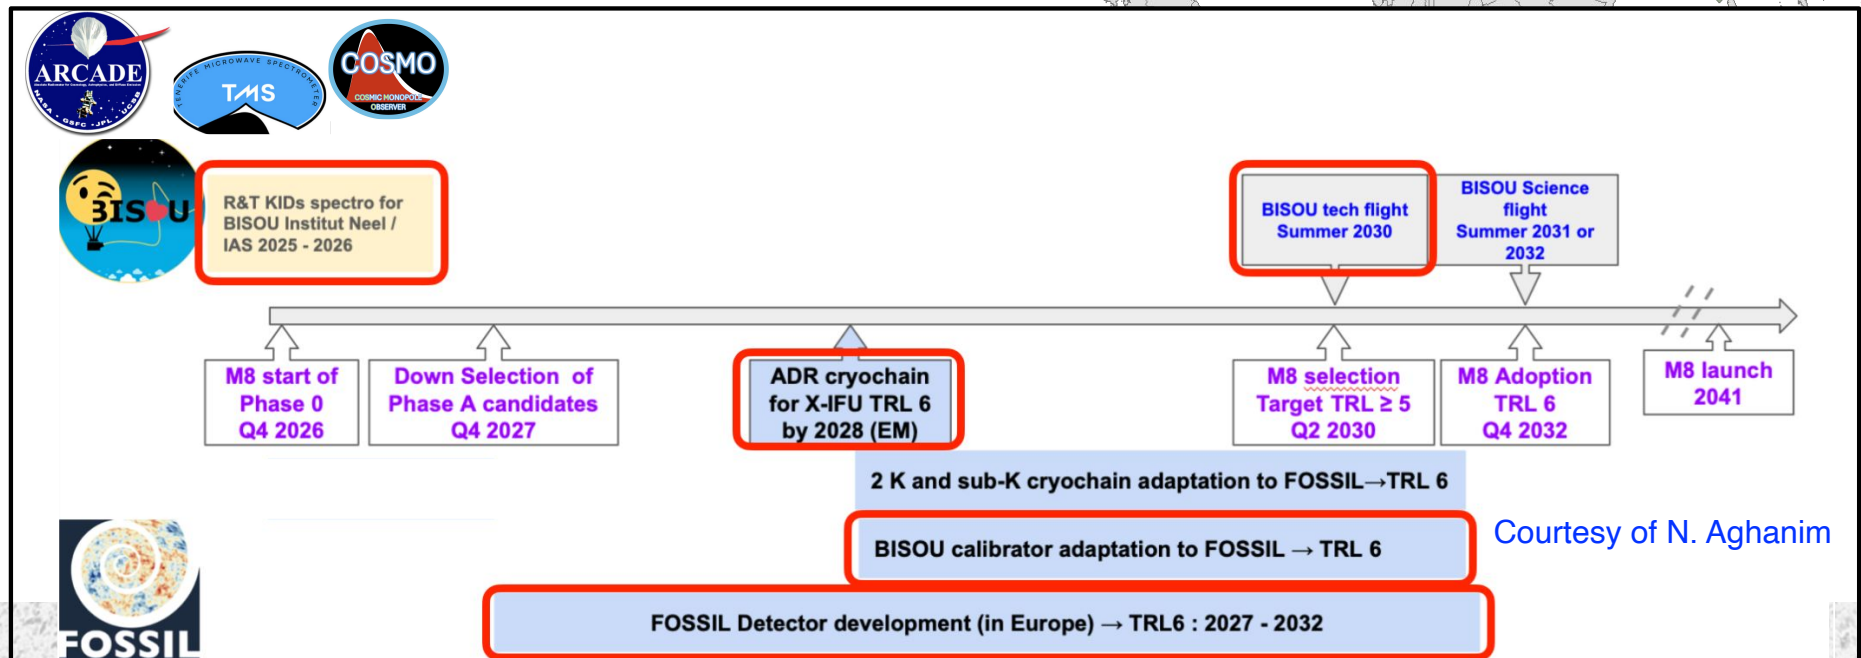 ARCADE
NASA · GSFC · JPL · UCSB
TENERIFE MICROWAVE SPECTROMETER
TMS
COSMO
COSMIC MONOPOLE
OBSERVER
BISOU
R&T KIDs spectro for
BISOU Institut Neel /
IAS 2025 - 2026
BISOU tech flight
Summer 2030
BISOU Science
flight
Summer 2031 or
2032
M8 start of
Phase 0
Q4 2026
Down Selection of
Phase A candidates
Q4 2027
ADR cryochain
for X-IFU TRL 6
by 2028 (EM)
M8 selection
Target TRL ≥ 5
Q2 2030
M8 Adoption
TRL 6
Q4 2032
M8 launch
2041
2 K and sub-K cryochain adaptation to FOSSIL→TRL 6
BISOU calibrator adaptation to FOSSIL → TRL 6
Courtesy of N. Aghanim
FOSSIL Detector development (in Europe) → TRL6 : 2027 - 2032
FOSSIL